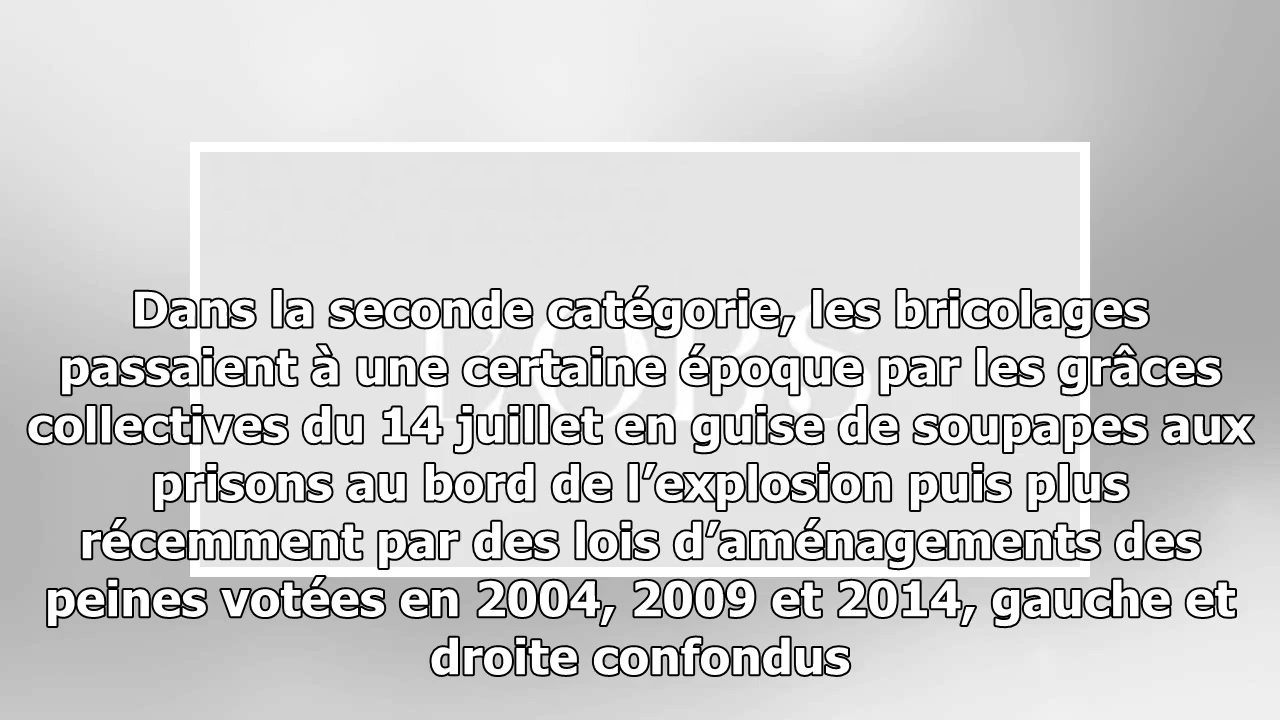 Dans la seconde catégorie, les bricolages
passaient à une certaine époque par les grâces
collectives du 14 juillet en guise de soupapes aux
prisons au bord de l’explosion puis plus
récemment par des lois d’aménagements des
peines votées en 2004, 2009 et 2014, gauche et
droite confondus
L'OBS